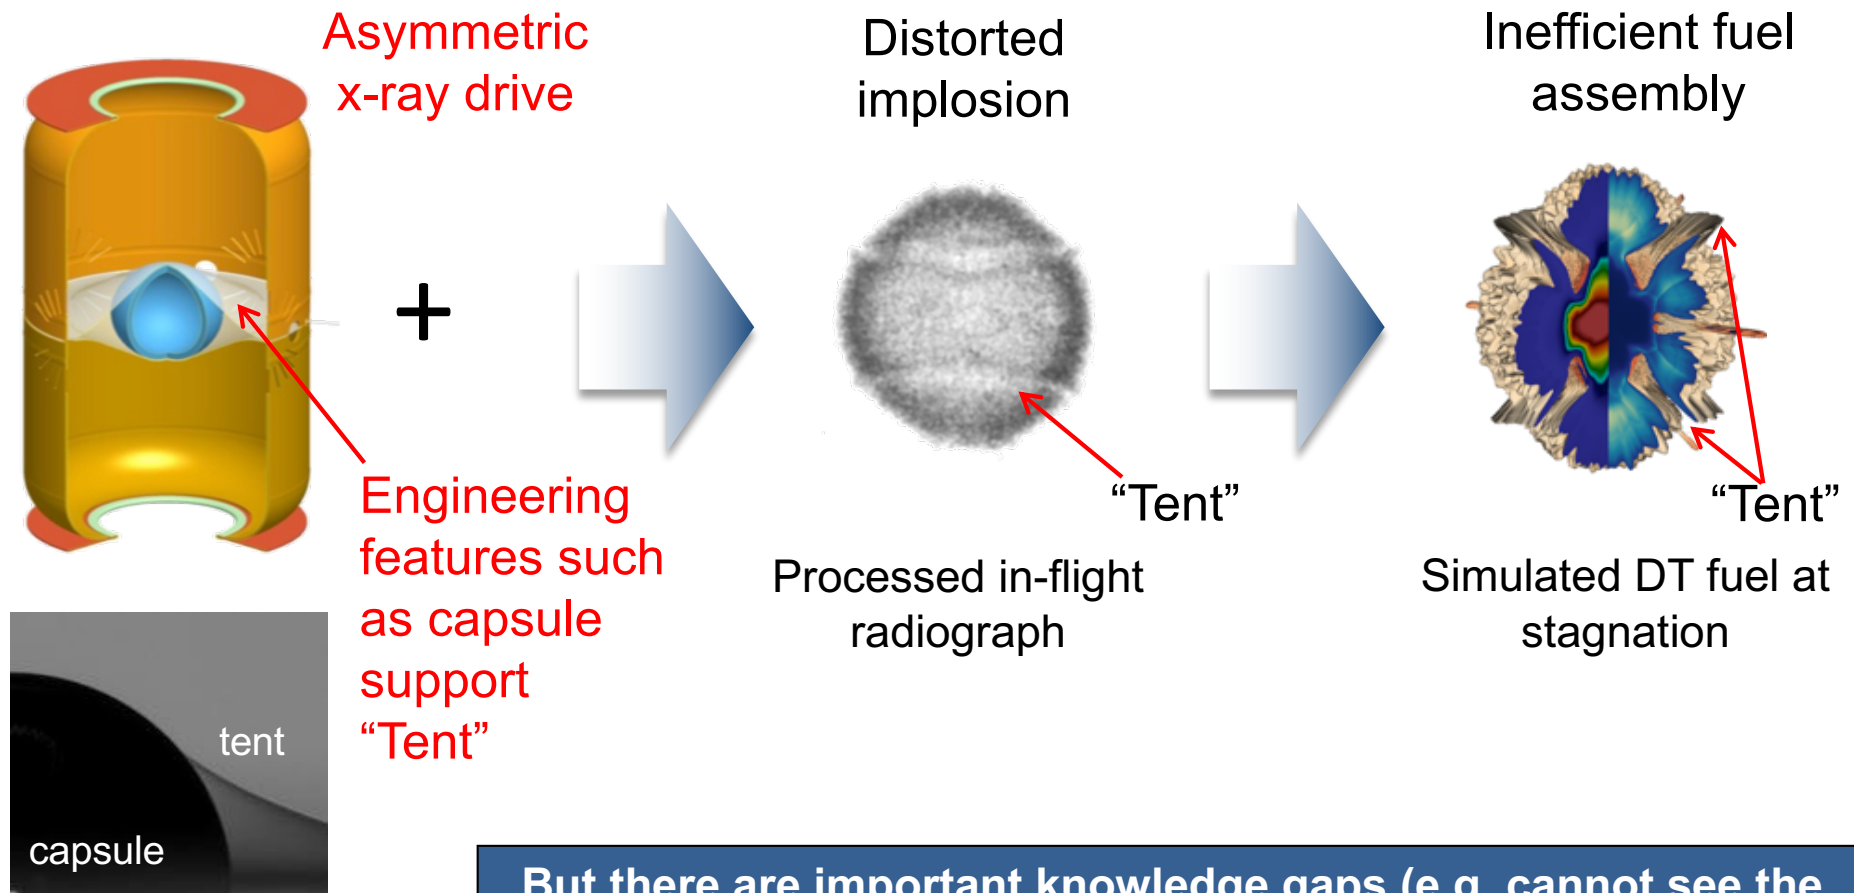 Asymmetric
x-ray drive
Distorted
implosion
Inefficient fuel
assembly
+
Engineering
features such
as capsule
support
“Tent”
“Tent”
“Tent”
Processed in-flight
radiograph
Simulated DT fuel at
stagnation
tent
capsule
But there are important knowledge gaps (e.g. cannot see the